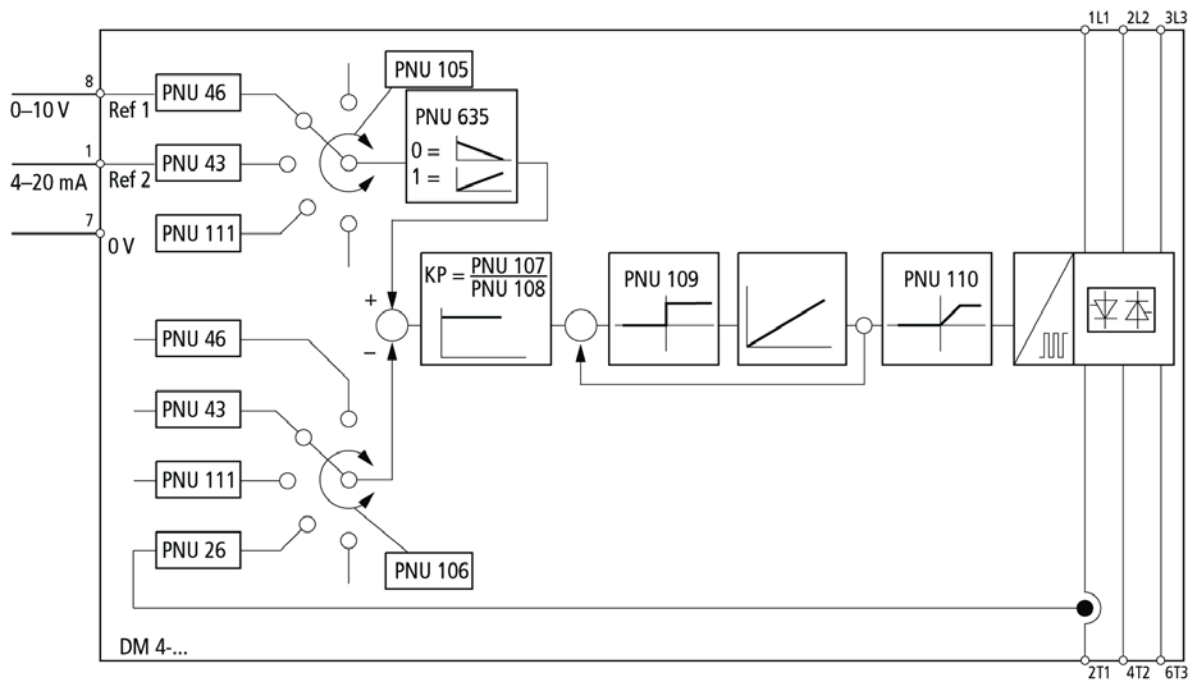 1L1 2L2 3L3
PNU 105
8
PNU 46
0–10 V
Ref 1
PNU 635
0 =
1 =
1
PNU 43
4–20 mA
Ref 2
7
PNU 111
0 V
KP = PNU 107
PNU 108
PNU 109
PNU 110
+
–
PNU 46
PNU 43
PNU 111
PNU 26
PNU 106
DM 4-...
2T1 4T2 6T3